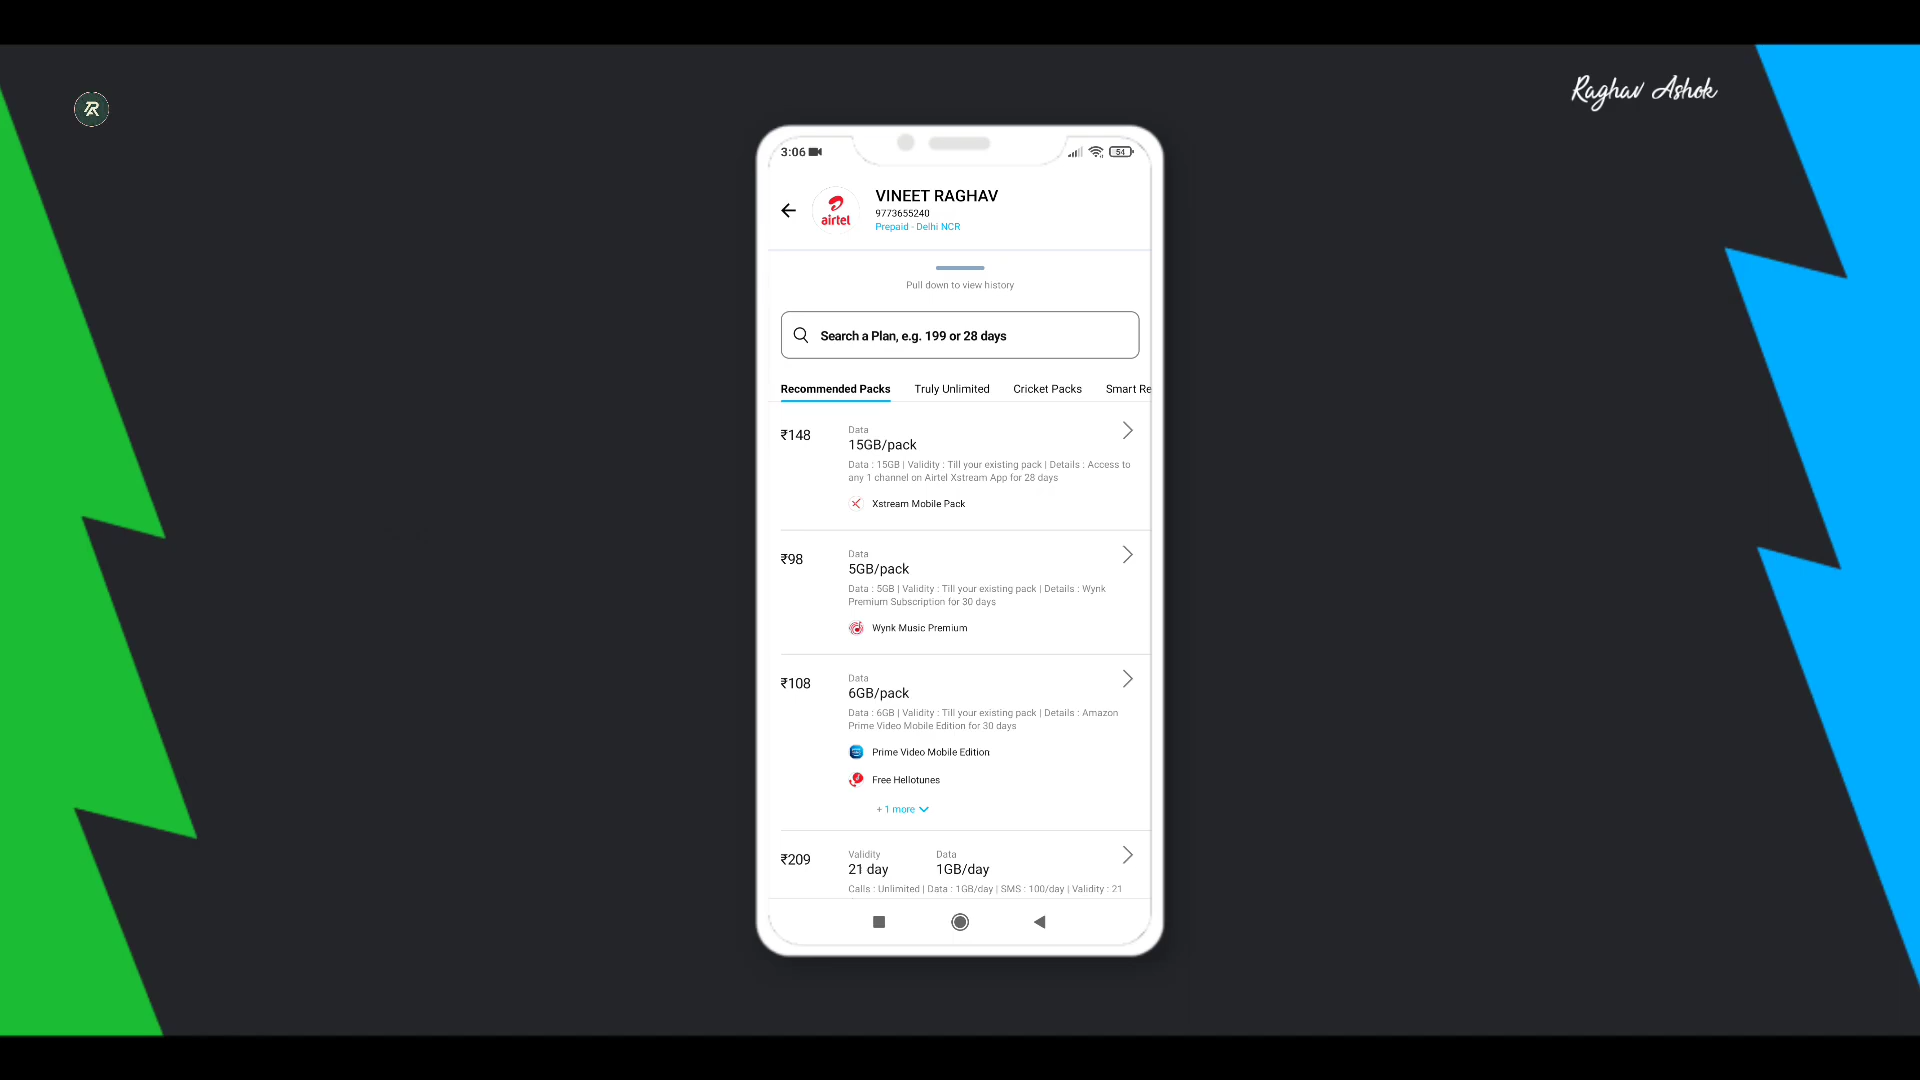 Raghav Ashok
3:06
54
airtel
VINEET RAGHAV
9773655240
Prepaid - Delhi NCR
Pull down to view history
Search a Plan, e.g. 199 or 28 days
Recommended Packs Truly Unlimited Cricket Packs Smart Re
₹148
Data
15GB/pack
Data : 15GB | Validity : Till your existing pack | Details : Access to
any 1 channel on Airtel Xstream App for 28 days
Xstream Mobile Pack
₹98
Data
5GB/pack
Data : 5GB | Validity : Till your existing pack | Details : Wynk
Premium Subscription for 30 days
Wynk Music Premium
₹108
Data
6GB/pack
Data : 6GB | Validity : Till your existing pack | Details : Amazon
Prime Video Mobile Edition for 30 days
Prime Video Mobile Edition
Free Hellotunes
+ 1 more
₹209
Validity Data
21 day 1GB/day
Calls : Unlimited | Data : 1GB/day | SMS : 100/day | Validity : 21